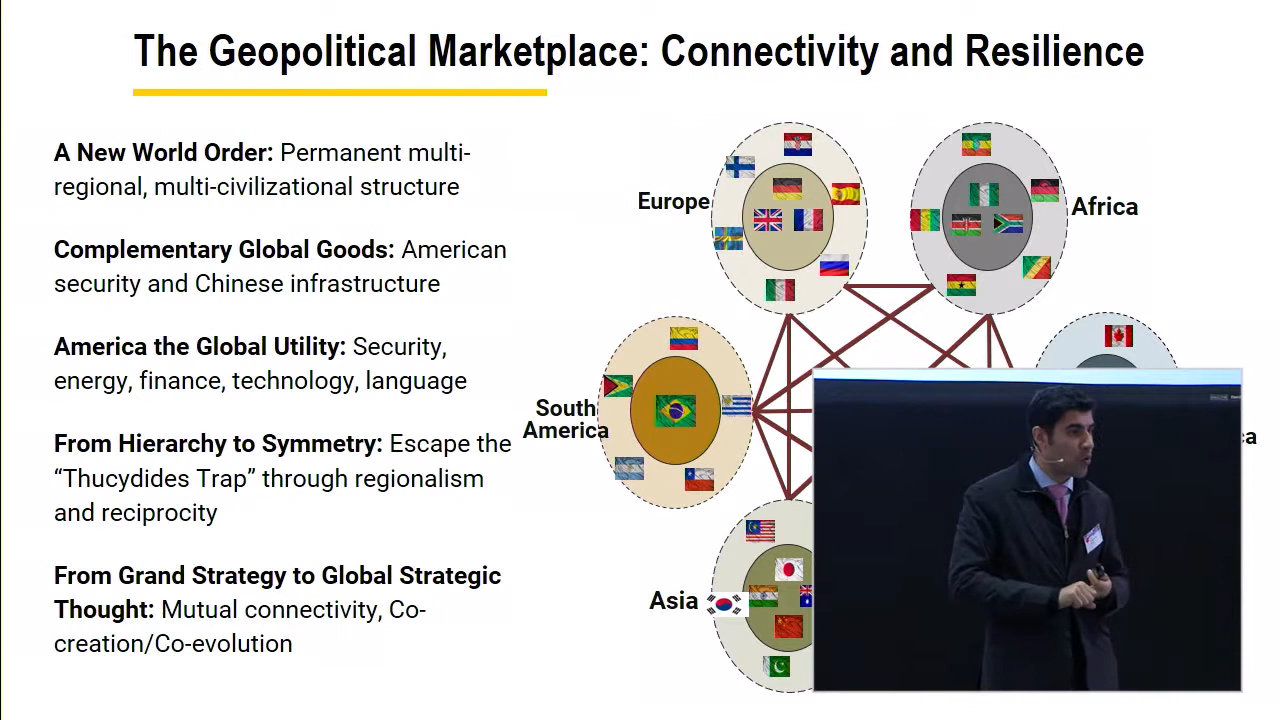 The Geopolitical Marketplace: Connectivity and Resilience
A New World Order: Permanent multi-
regional, multi-civilizational structure
Complementary Global Goods: American
security and Chinese infrastructure
America the Global Utility: Security,
energy, finance, technology, language
From Hierarchy to Symmetry: Escape the
“Thucydides Trap” through regionalism
and reciprocity
From Grand Strategy to Global Strategic
Thought: Mutual connectivity, Co-
creation/Co-evolution
Europe
Africa
South
America
ca
Asia